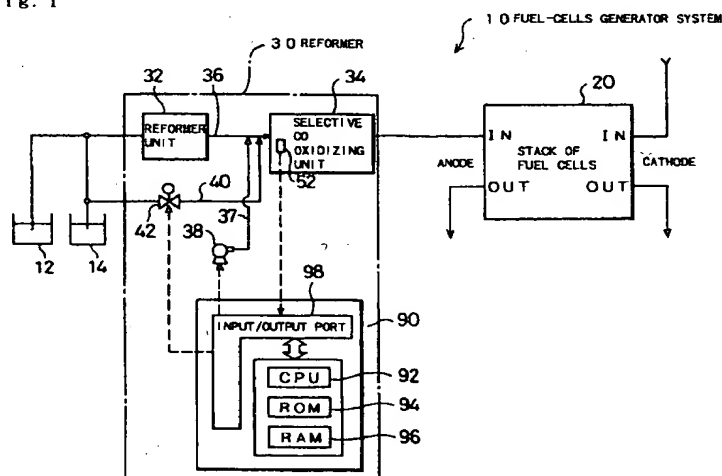 Fig. 1
10 FUEL-CELLS GENERATOR SYSTEM
30 REFORMER
32
36
34
20
REFORMER
UNIT
SELECTIVE
CO
OXIDIZING
UNIT
52
IN
IN
ANODE
STACK OF
FUEL CELLS
CATHODE
OUT
OUT
40
42
37
38
12
14
98
INPUT/OUTPUT PORT
90
CPU
92
ROM
94
RAM
96